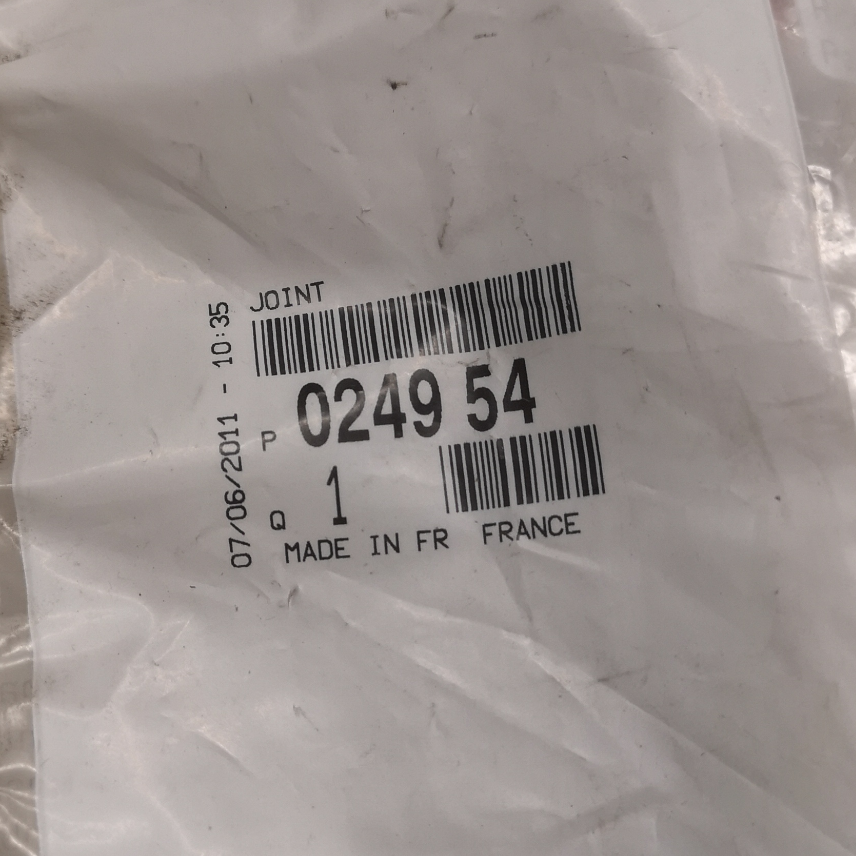 JOINT
07/06/2011 - 10:35
P 0249 54
Q 1
MADE IN FR FRANCE